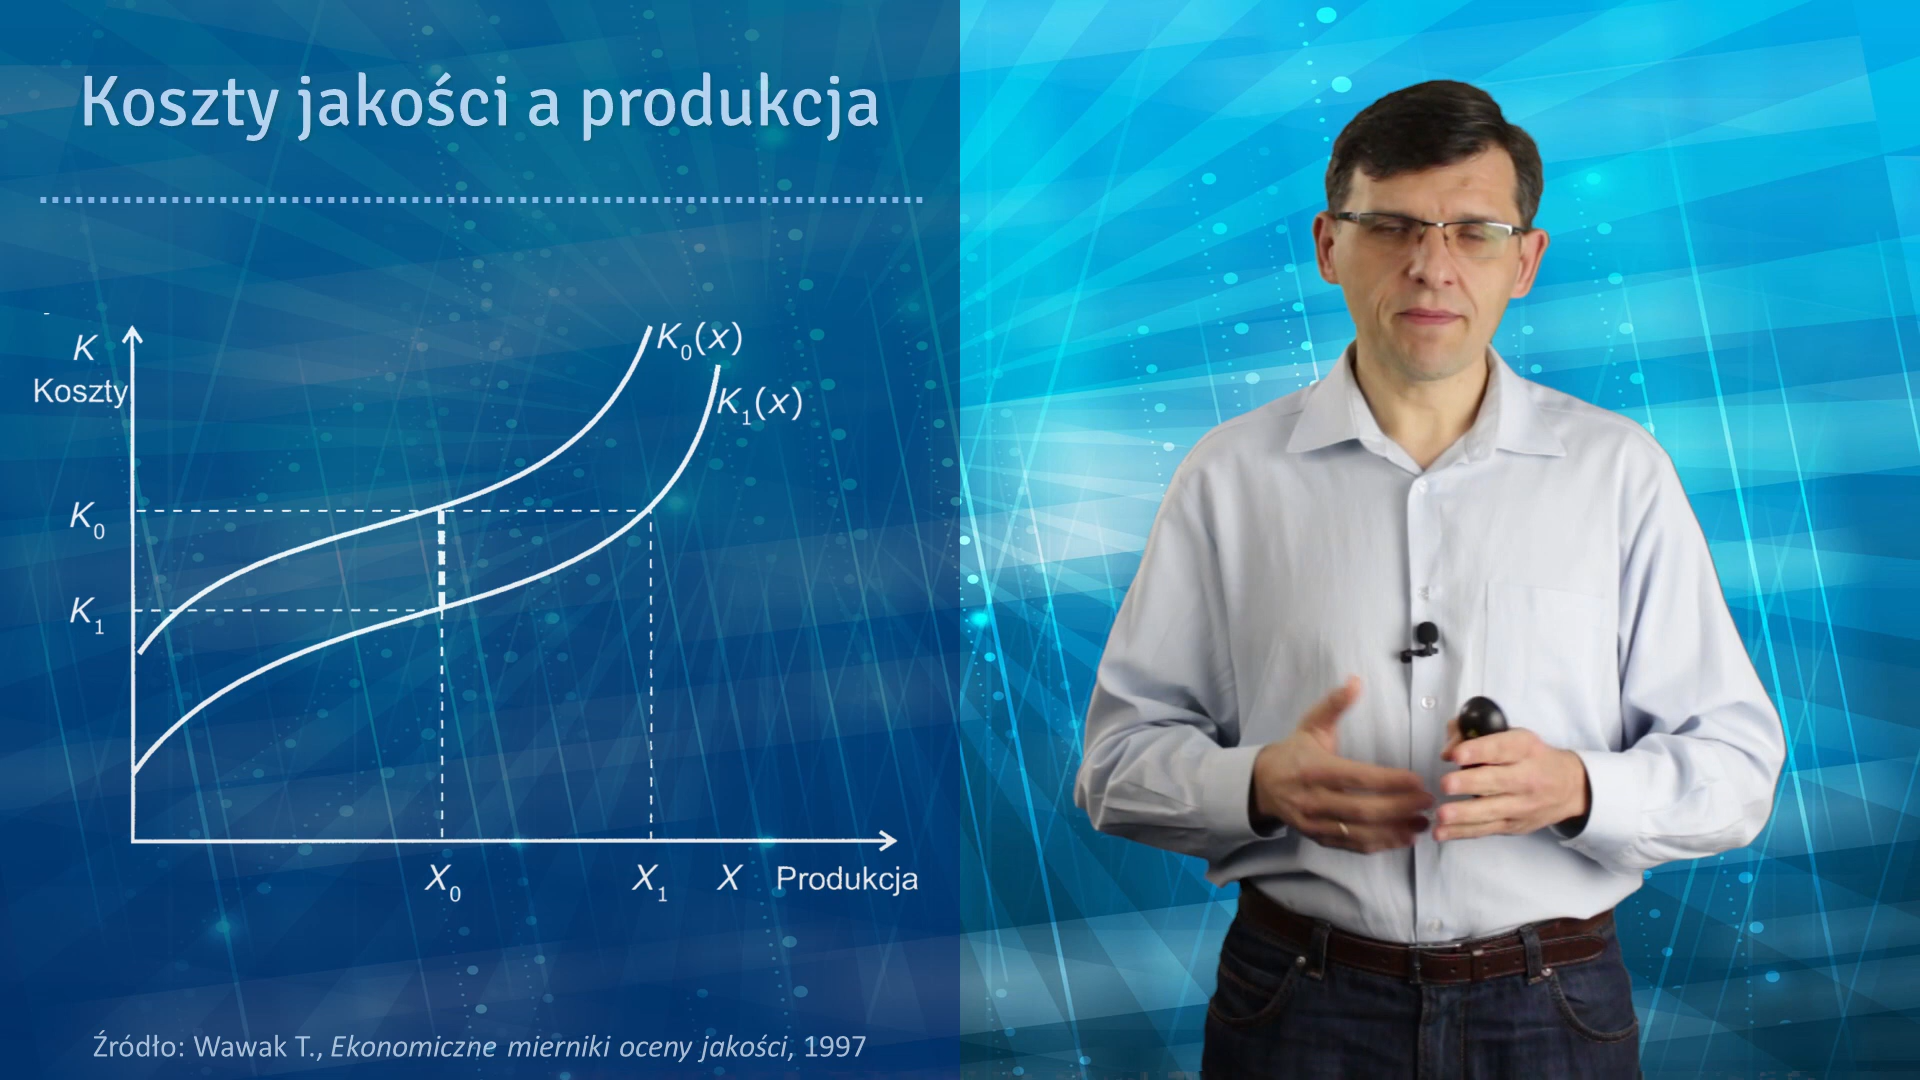 Koszty jakości a produkcja
K
Koszty
K₀(x)
K₁(x)
K₀
K₁
X₀ X₁ X Produkcja
Źródło: Wawak T., Ekonomiczne mierniki oceny jakości, 1997